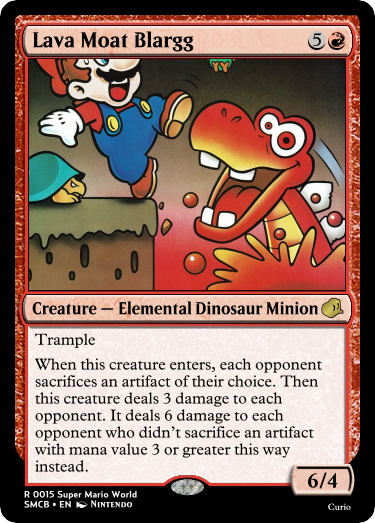 Lava Moat Blargg 5
Creature — Elemental Dinosaur Minion
Trample
When this creature enters, each opponent
sacrifices an artifact of their choice. Then
this creature deals 3 damage to each
opponent. It deals 6 damage to each
opponent who didn't sacrifice an artifact
with mana value 3 or greater this way
instead.
6/4
R 0015 Super Mario World
SMCB • EN Nintendo
Curio